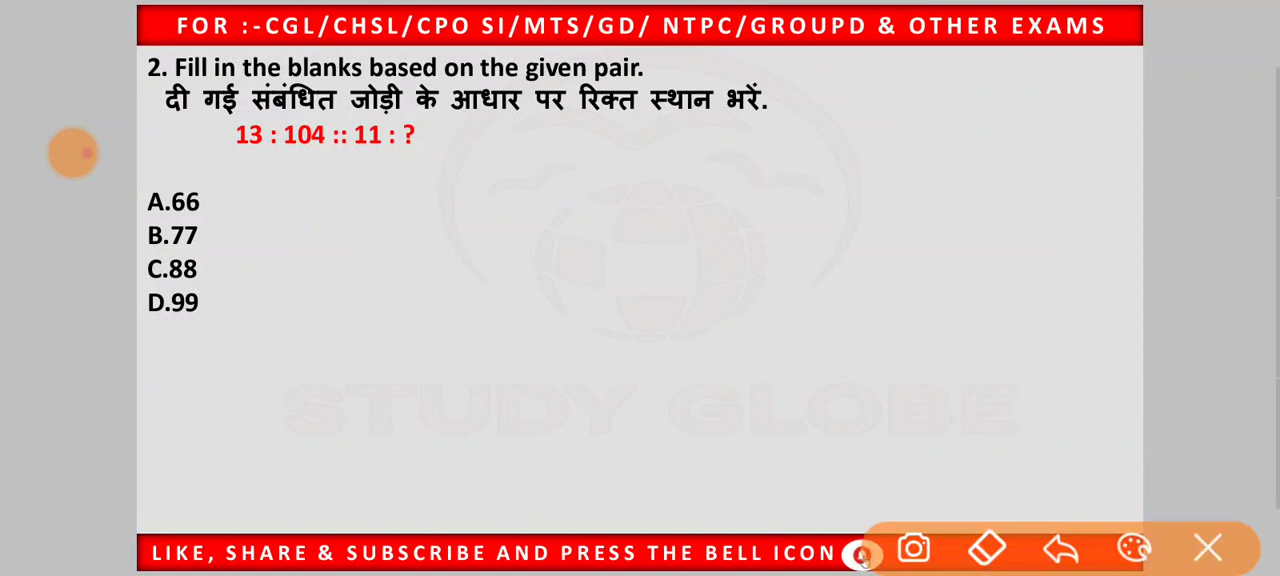 FOR :-CGL/CHSL/CPO SI/MTS/GD/ NTPC/GROUPD & OTHER EXAMS
2. Fill in the blanks based on the given pair.
दी गई संबंधित जोड़ी के आधार पर रिक्त स्थान भरें.
13 : 104 :: 11 : ?
A.66
B.77
C.88
D.99
STUDY GLOBE
LIKE, SHARE & SUBSCRIBE AND PRESS THE BELL ICON